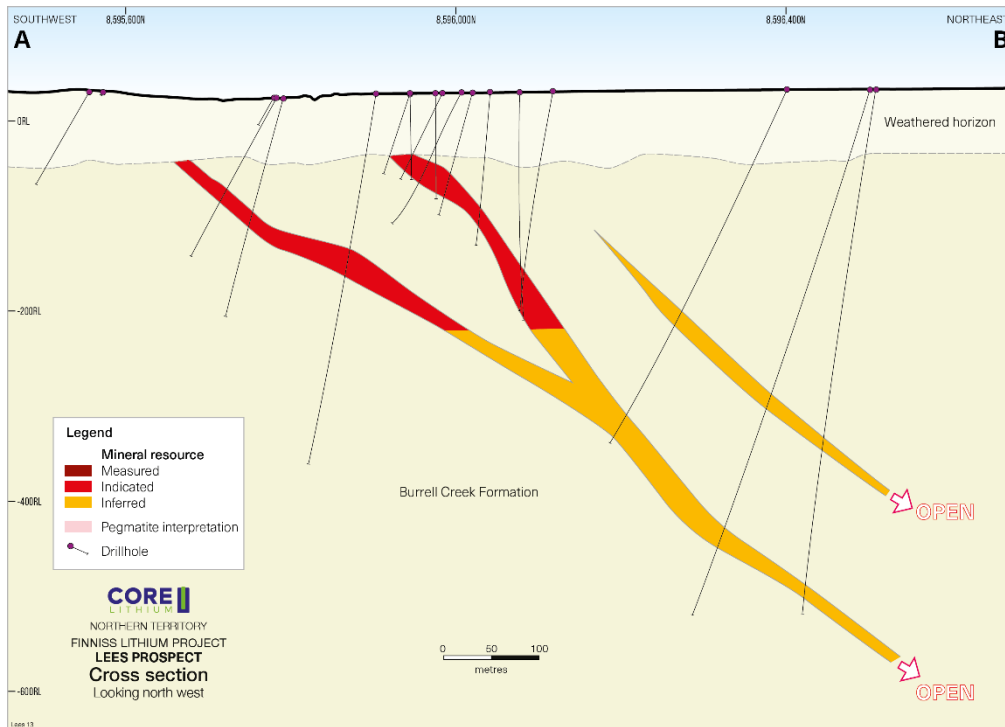 SOUTHWEST
8,595,600N
8,596,000N
8,596,400N
NORTHEAST
A
B
0RL
Weathered horizon
-200RL
-400RL
-600RL
Burrell Creek Formation
OPEN
OPEN
Legend
Mineral resource
Measured
Indicated
Inferred
Pegmatite interpretation
Drillhole
CORE
LITHIUM
NORTHERN TERRITORY
FINNISS LITHIUM PROJECT
LEES PROSPECT
Cross section
Looking north west
0 50 100
metres
Lees 13